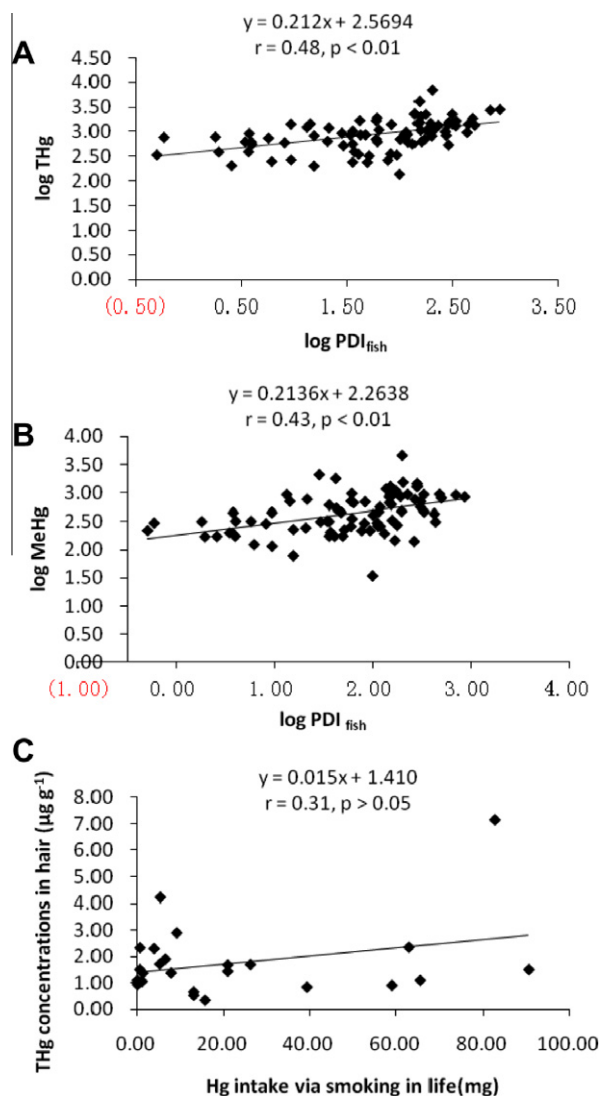 A
y = 0.212x + 2.5694
r = 0.48, p < 0.01
4.50
4.00
3.50
3.00
2.50
2.00
1.50
1.00
0.50
0.00
log THg
(0.50) 0.50 1.50 2.50 3.50
log PDI fish
B
y = 0.2136x + 2.2638
r = 0.43, p < 0.01
4.00
3.50
3.00
2.50
2.00
1.50
1.00
0.50
0.00
log MeHg
(1.00) 0.00 1.00 2.00 3.00 4.00
log PDI fish
C
y = 0.015x + 1.410
r = 0.31, p > 0.05
8.00
7.00
6.00
5.00
4.00
3.00
2.00
1.00
0.00
THg concentrations in hair (µg g⁻¹)
0.00 20.00 40.00 60.00 80.00 100.00
Hg intake via smoking in life(mg)